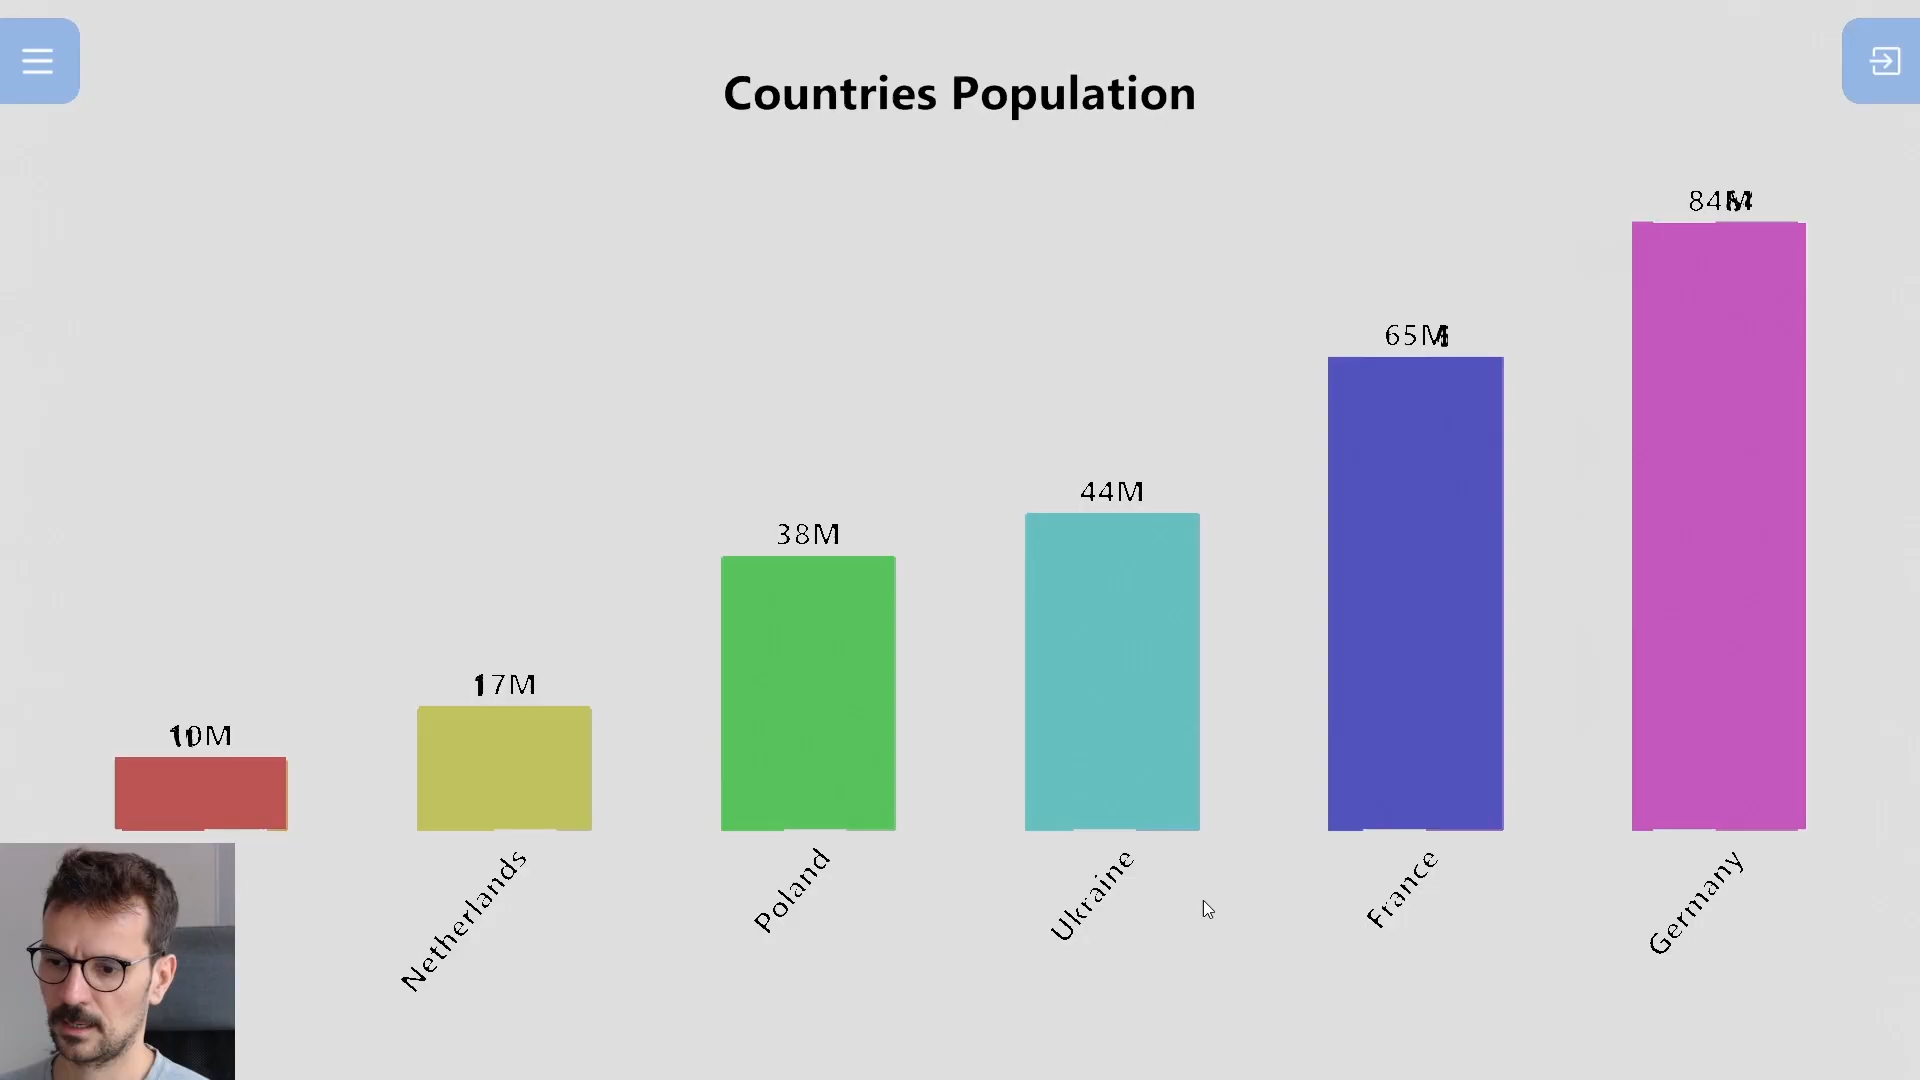 Countries Population
84M
65M
44M
38M
17M
10M
Netherlands
Poland
Ukraine
France
Germany